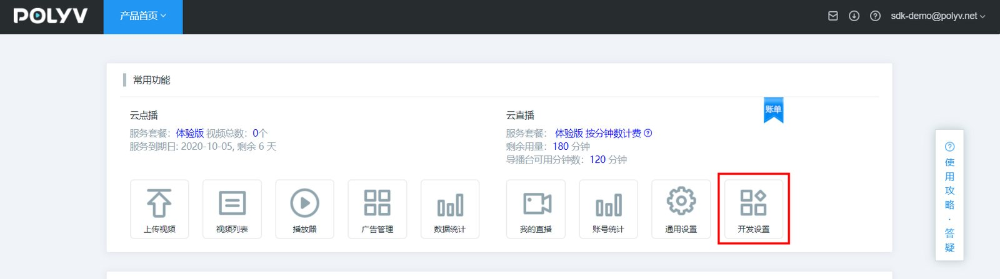 POLYV
产品首页
sdk-demo@polyv.net
常用功能
云点播
服务套餐：体验版 视频总数：0个
服务到期日: 2020-10-05, 剩余 6 天
上传视频
视频列表
播放器
广告管理
数据统计
云直播
账单
服务套餐： 体验版 按分钟数计费
剩余用量：180 分钟
导播台可用分钟数：120 分钟
我的直播
账号统计
通用设置
开发设置
使用攻略·答疑